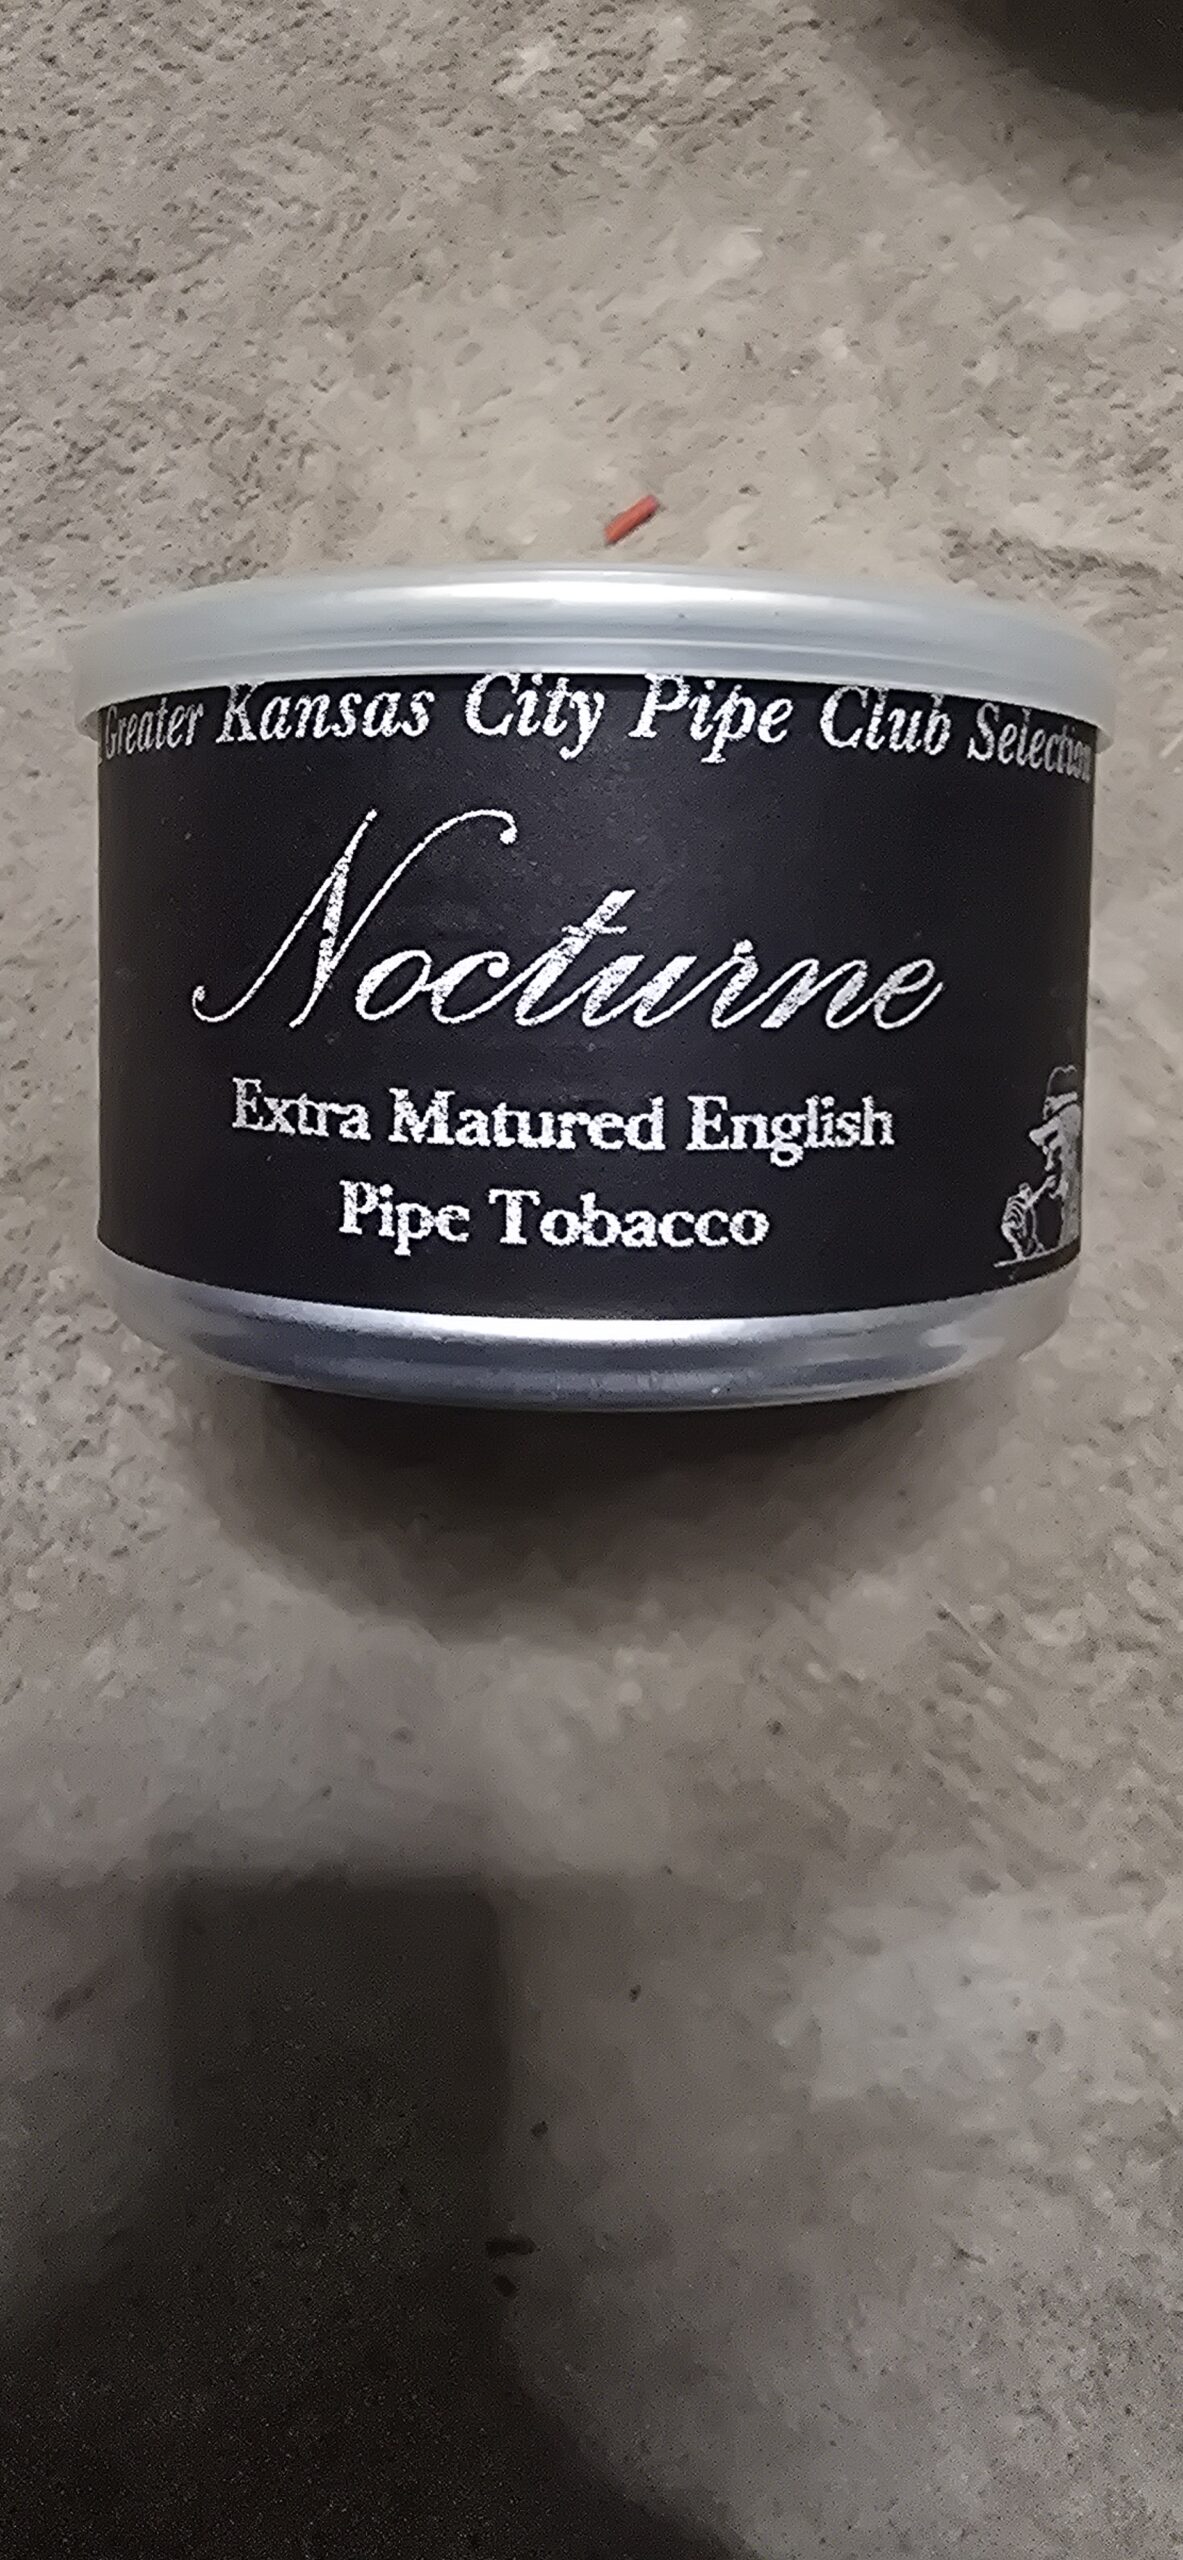 Greater Kansas City Pipe Club Selection
Nocturne
Extra Matured English
Pipe Tobacco